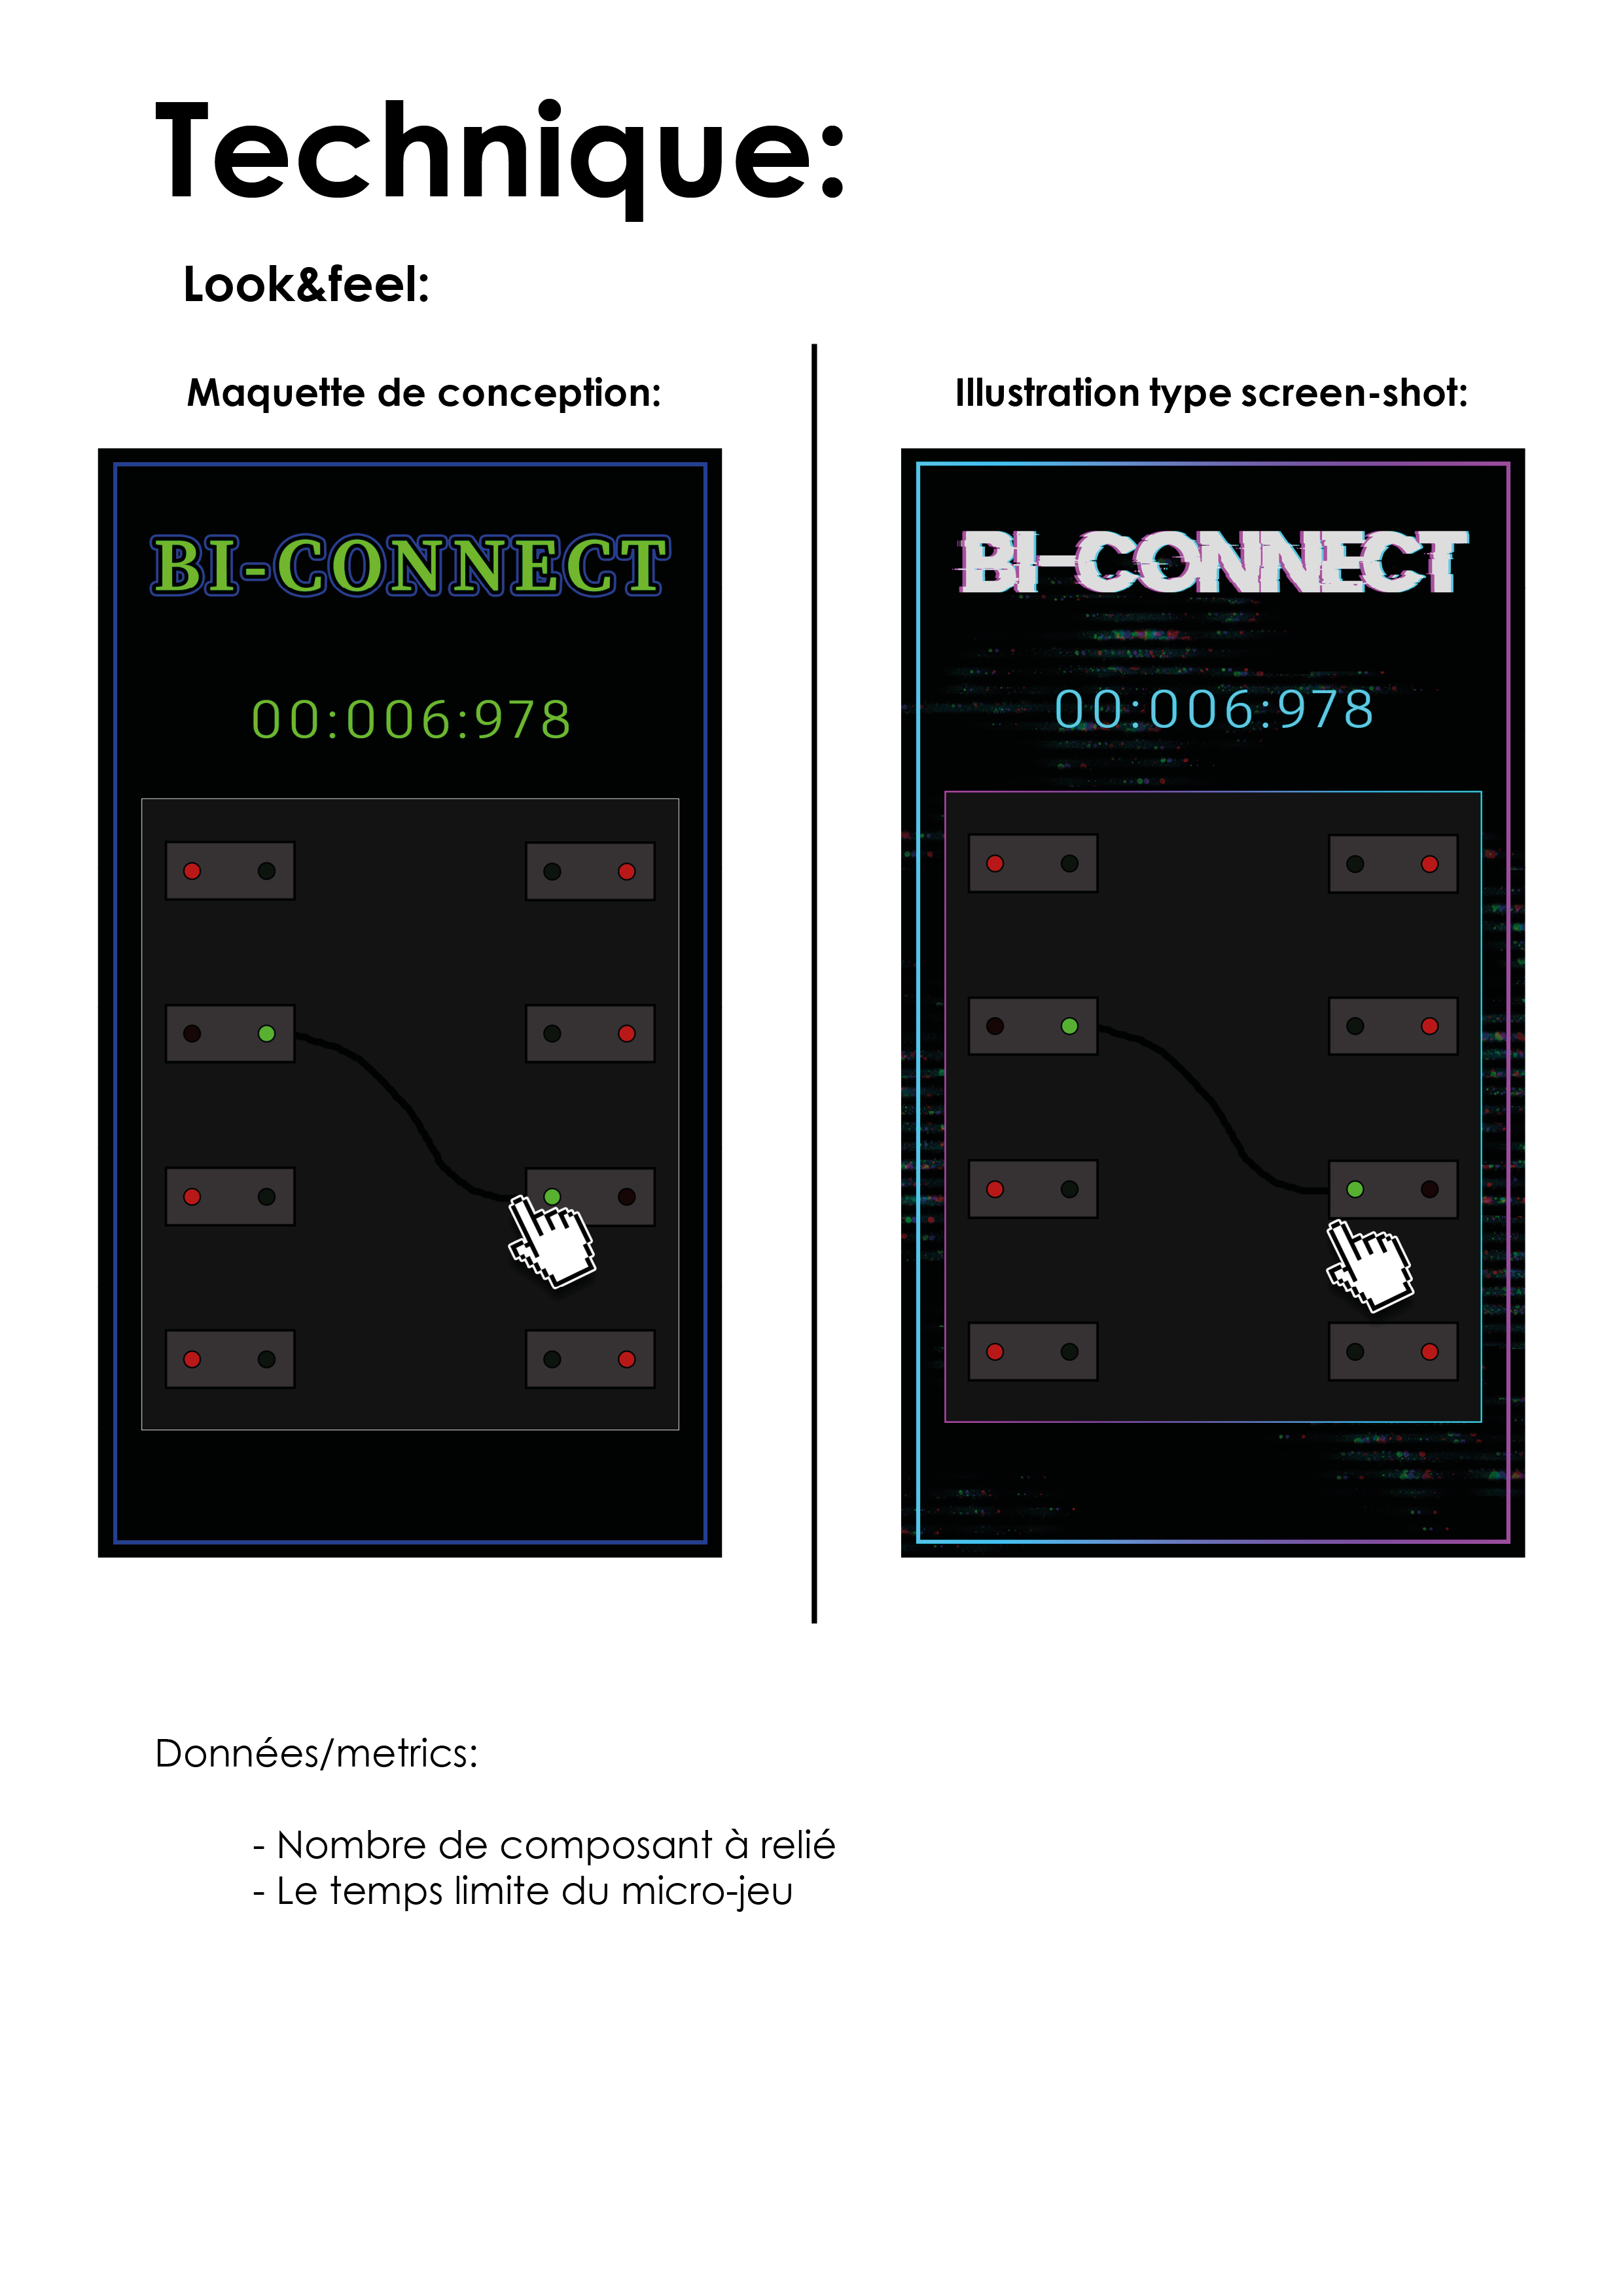 Technique:
Look&feel:
Maquette de conception:
BI-CONNECT
00:006:978
Illustration type screen-shot:
BI-CONNECT
00:006:978
Données/metrics:
- Nombre de composant à relié
- Le temps limite du micro-jeu